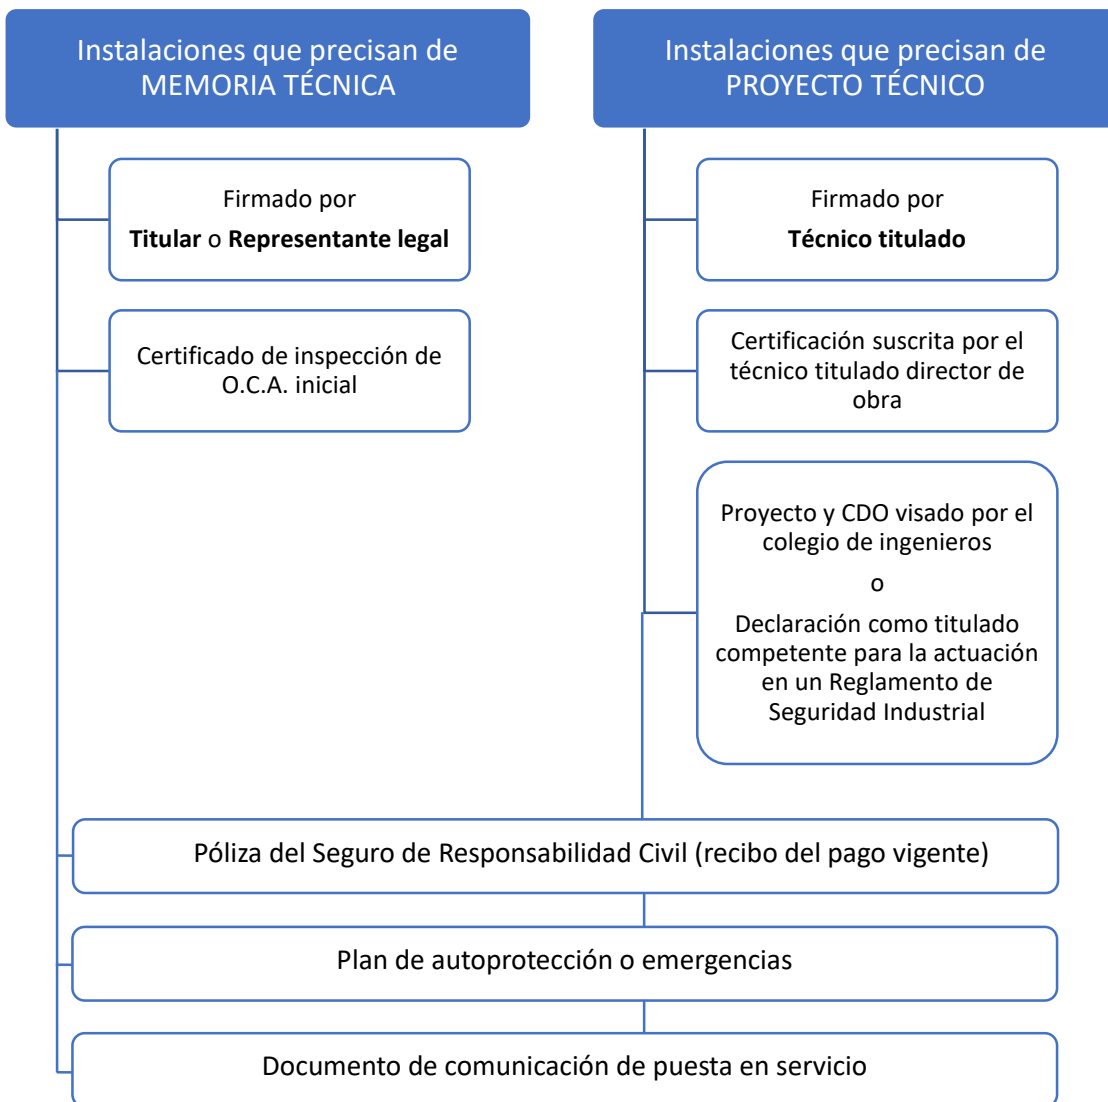 Instalaciones que precisan de
MEMORIA TÉCNICA
Firmado por
Titular o Representante legal
Certificado de inspección de
O.C.A. inicial
Instalaciones que precisan de
PROYECTO TÉCNICO
Firmado por
Técnico titulado
Certificación suscrita por el
técnico titulado director de
obra
Proyecto y CDO visado por el
colegio de ingenieros
o
Declaración como titulado
competente para la actuación
en un Reglamento de
Seguridad Industrial
Póliza del Seguro de Responsabilidad Civil (recibo del pago vigente)
Plan de autoprotección o emergencias
Documento de comunicación de puesta en servicio